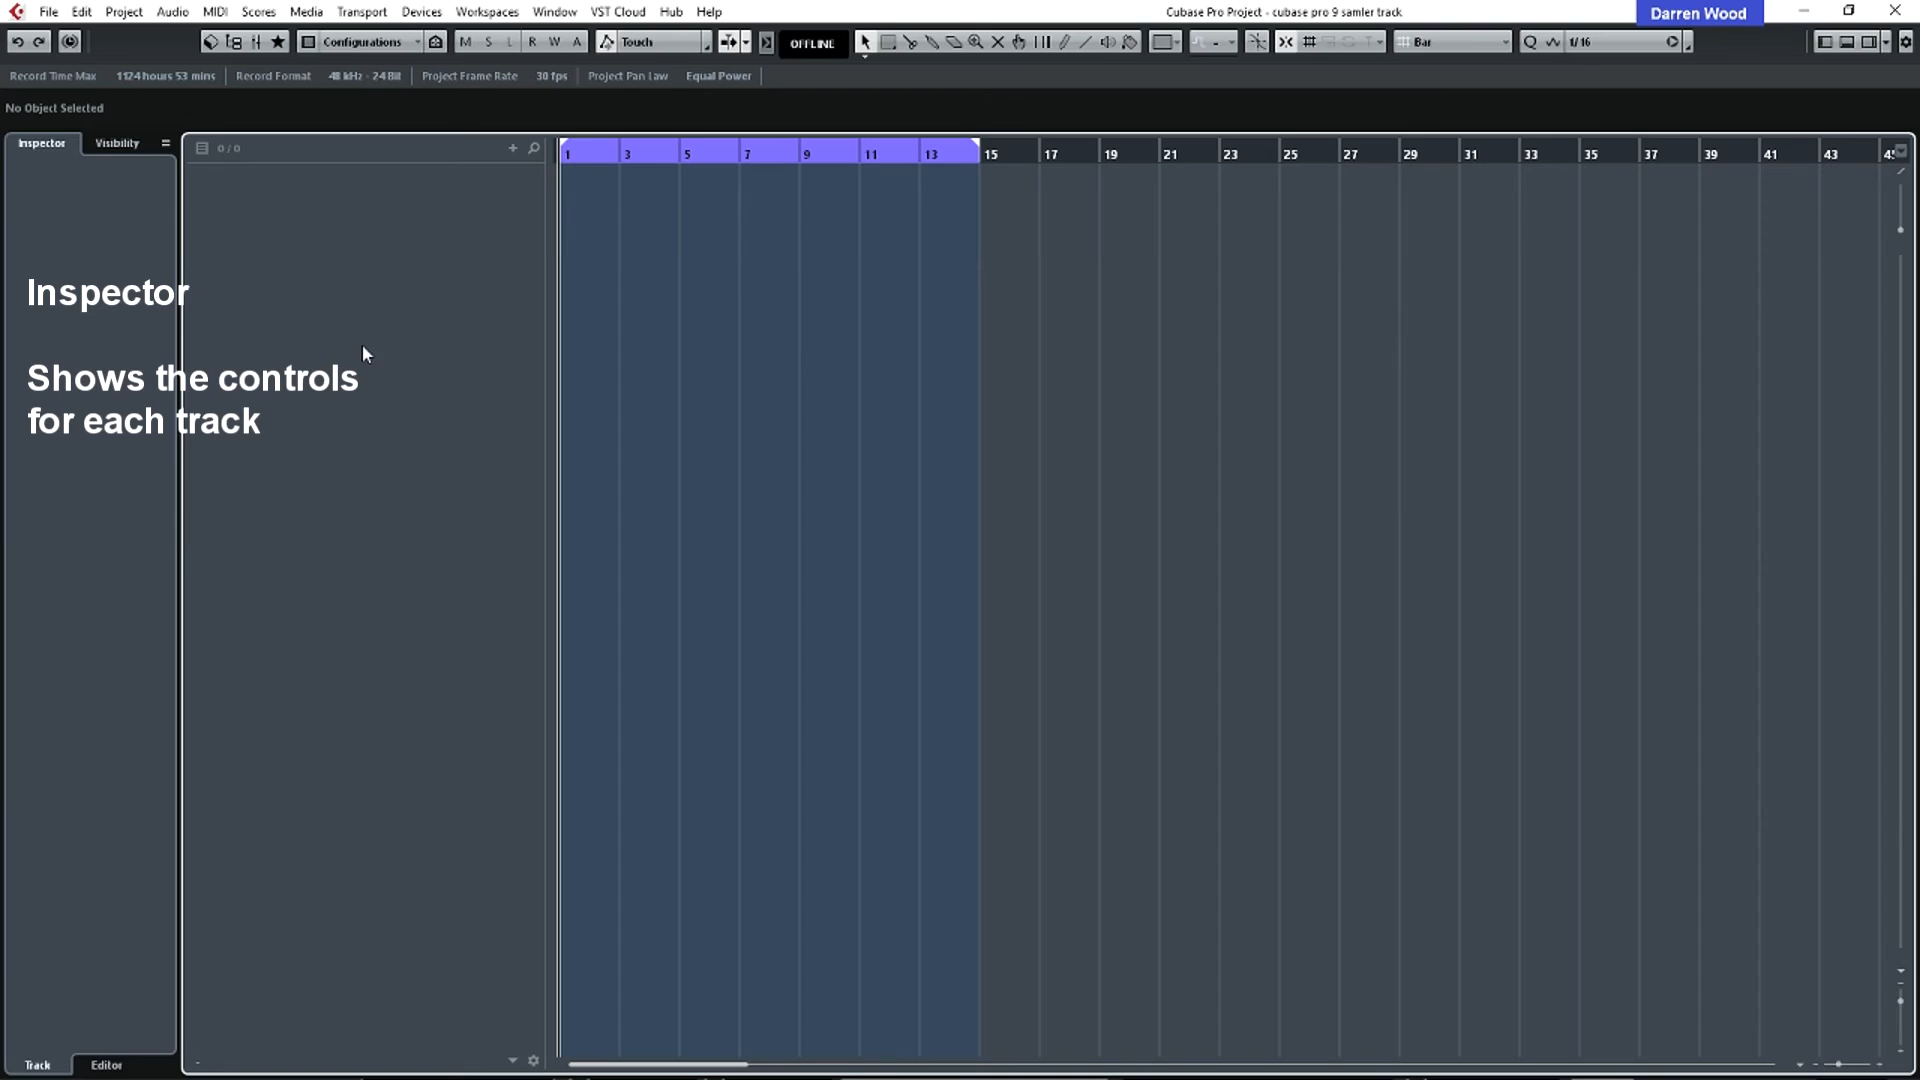 File Edit Project Audio MIDI Scores Media Transport Devices Workspaces Window VST Cloud Hub Help Cubase Pro Project - cubase pro 9 samler track Darren Wood
Configurations M S L R W A Touch OFFLINE Bar Q 1/16
Record Time Max 1124 hours 53 mins Record Format 48 kHz - 24 Bit Project Frame Rate 30 fps Project Pan Law Equal Power
No Object Selected
Inspector Visibility 0 / 0 1 3 5 7 9 11 13 15 17 19 21 23 25 27 29 31 33 35 37 39 41 43
Inspector
Shows the controls
for each track
Track Editor